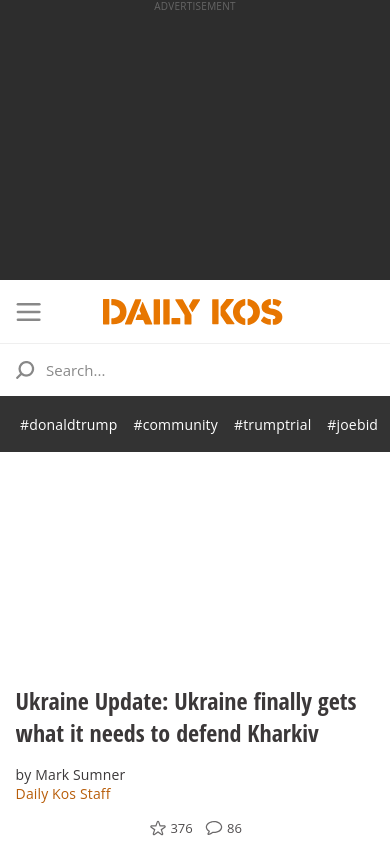 ADVERTISEMENT
DAILY KOS
Search...
#donaldtrump #community #trumptrial #joebid
Ukraine Update: Ukraine finally gets
what it needs to defend Kharkiv
by Mark Sumner
Daily Kos Staff
376 86